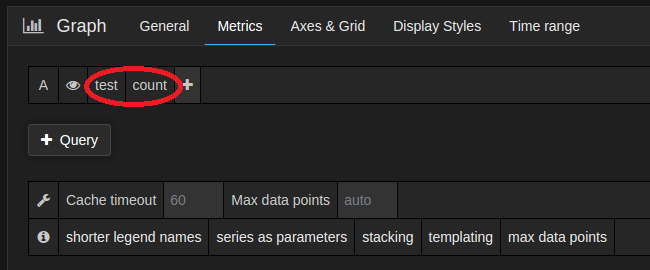 Graph General Metrics Axes & Grid Display Styles Time range
A test count +
+ Query
Cache timeout 60 Max data points auto
shorter legend names series as parameters stacking templating max data points